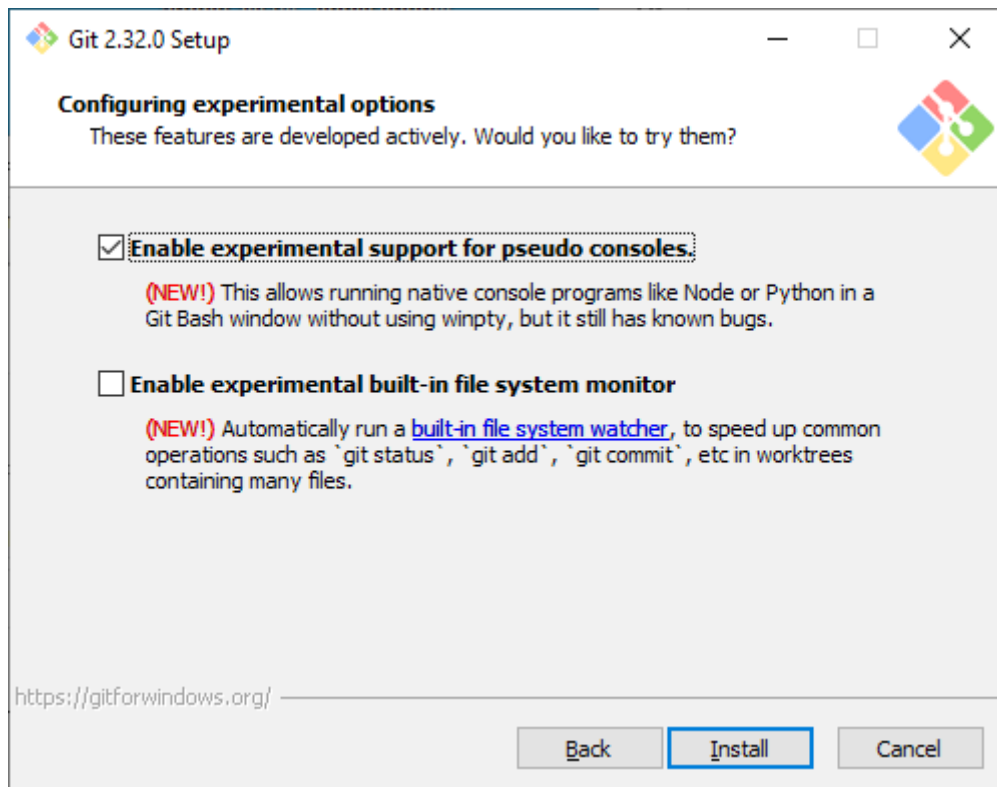 Git 2.32.0 Setup
Configuring experimental options
These features are developed actively. Would you like to try them?
Enable experimental support for pseudo consoles.
(NEW!) This allows running native console programs like Node or Python in a
Git Bash window without using winpty, but it still has known bugs.
Enable experimental built-in file system monitor
(NEW!) Automatically run a built-in file system watcher, to speed up common
operations such as `git status`, `git add`, `git commit`, etc in worktrees
containing many files.
https://gitforwindows.org/
Back
Install
Cancel